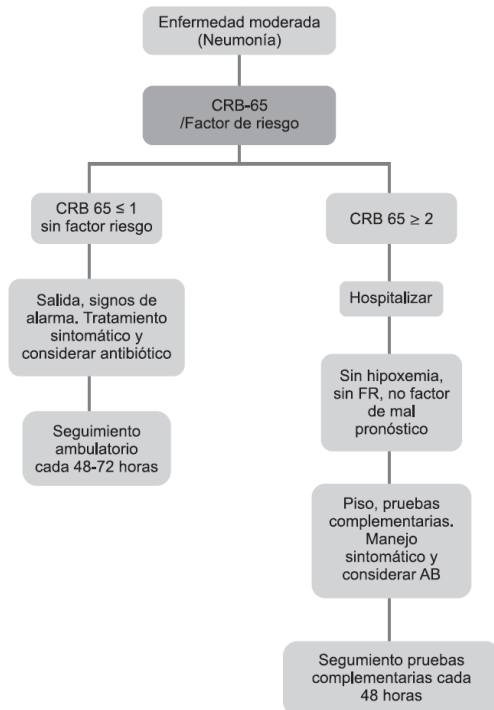 Enfermedad moderada
(Neumonía)
CRB-65
/Factor de riesgo
CRB 65 ≤ 1
sin factor riesgo
Salida, signos de
alarma. Tratamiento
sintomático y
considerar antibiótico
Seguimiento
ambulatorio
cada 48-72 horas
CRB 65 ≥ 2
Hospitalizar
Sin hipoxemia,
sin FR, no factor
de mal
pronóstico
Piso, pruebas
complementarias.
Manejo
sintomático y
considerar AB
Segumiento pruebas
complementarias cada
48 horas